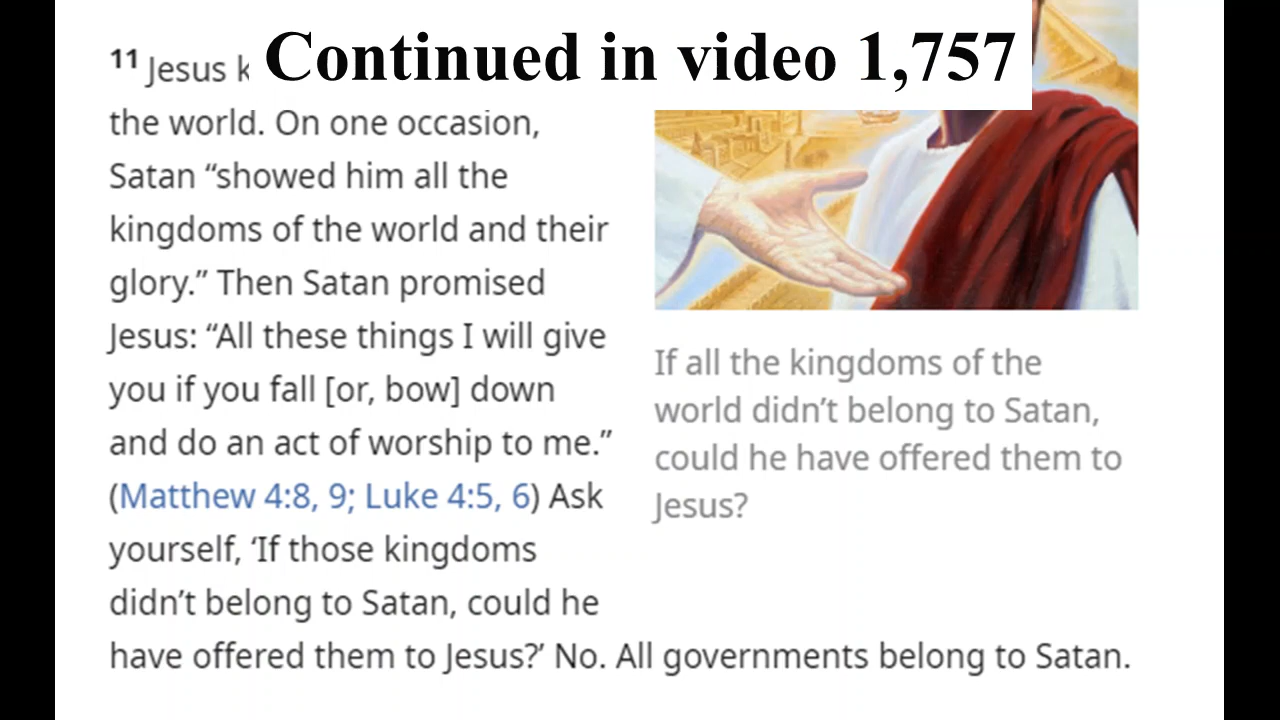 Continued in video 1,757
11 Jesus
the world. On one occasion,
Satan “showed him all the
kingdoms of the world and their
glory.” Then Satan promised
Jesus: “All these things I will give
you if you fall [or, bow] down
and do an act of worship to me.”
(Matthew 4:8, 9; Luke 4:5, 6) Ask
yourself, ‘If those kingdoms
didn’t belong to Satan, could he
have offered them to Jesus?’ No. All governments belong to Satan.
If all the kingdoms of the
world didn’t belong to Satan,
could he have offered them to
Jesus?